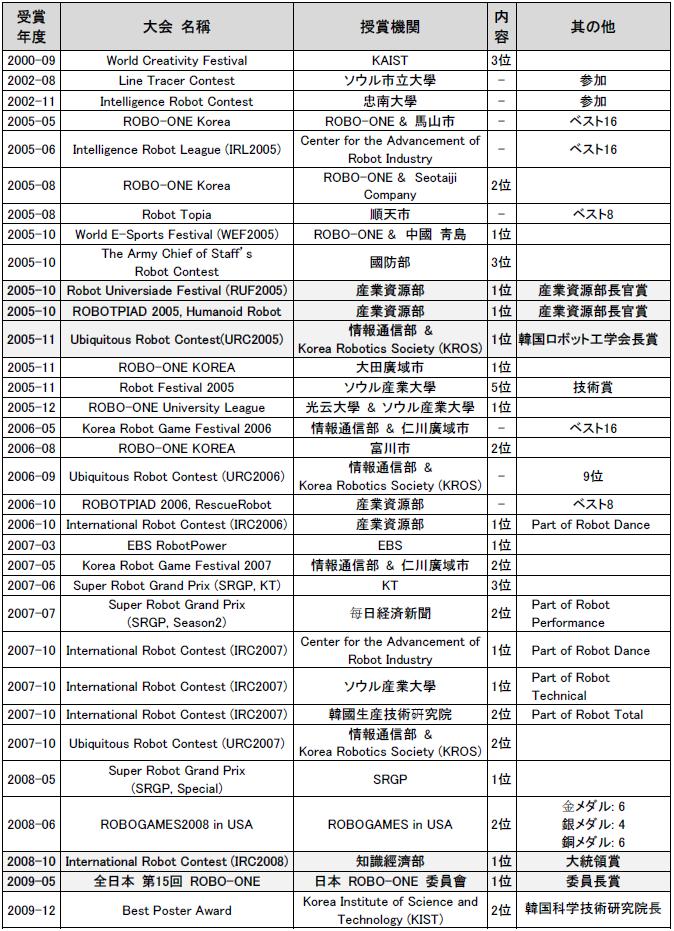 受賞年度 大会 名稱 授賞機関 内容 其の他
2000-09 World Creativity Festival KAIST 3位
2002-08 Line Tracer Contest ソウル市立大學 - 参加
2002-11 Intelligence Robot Contest 忠南大學 - 参加
2005-05 ROBO-ONE Korea ROBO-ONE & 馬山市 - ベスト16
2005-06 Intelligence Robot League (IRL2005) Center for the Advancement of Robot Industry - ベスト16
2005-08 ROBO-ONE Korea ROBO-ONE & Seotaiji Company 2位
2005-08 Robot Topia 順天市 - ベスト8
2005-10 World E-Sports Festival (WEF2005) ROBO-ONE & 中國 靑島 1位
2005-10 The Army Chief of Staff's Robot Contest 國防部 3位
2005-10 Robot Universiade Festival (RUF2005) 産業資源部 1位 産業資源部長官賞
2005-10 ROBOTPIAD 2005, Humanoid Robot 産業資源部 1位 産業資源部長官賞
2005-11 Ubiquitous Robot Contest(URC2005) 情報通信部 & Korea Robotics Society (KROS) 1位 韓国ロボット工学会長賞
2005-11 ROBO-ONE KOREA 大田廣域市 1位
2005-11 Robot Festival 2005 ソウル産業大學 5位 技術賞
2005-12 ROBO-ONE University League 光云大學 & ソウル産業大學 1位
2006-05 Korea Robot Game Festival 2006 情報通信部 & 仁川廣域市 - ベスト16
2006-08 ROBO-ONE KOREA 富川市 2位
2006-09 Ubiquitous Robot Contest (URC2006) 情報通信部 & Korea Robotics Society (KROS) - 9位
2006-10 ROBOTPIAD 2006, RescueRobot 産業資源部 - ベスト8
2006-10 International Robot Contest (IRC2006) 産業資源部 1位 Part of Robot Dance
2007-03 EBS RobotPower EBS 1位
2007-05 Korea Robot Game Festival 2007 情報通信部 & 仁川廣域市 2位
2007-06 Super Robot Grand Prix (SRGP, KT) KT 3位
2007-07 Super Robot Grand Prix (SRGP, Season2) 每日経済新聞 2位 Part of Robot Performance
2007-10 International Robot Contest (IRC2007) Center for the Advancement of Robot Industry 1位 Part of Robot Dance
2007-10 International Robot Contest (IRC2007) ソウル産業大學 1位 Part of Robot Technical
2007-10 International Robot Contest (IRC2007) 韓國生産技術硏究院 2位 Part of Robot Total
2007-10 Ubiquitous Robot Contest (URC2007) 情報通信部 & Korea Robotics Society (KROS) 2位
2008-05 Super Robot Grand Prix (SRGP, Special) SRGP 1位
2008-06 ROBOGAMES2008 in USA ROBOGAMES in USA 2位 金メダル: 6 銀メダル: 4 銅メダル: 6
2008-10 International Robot Contest (IRC2008) 知識經濟部 1位 大統領賞
2009-05 全日本 第15回 ROBO-ONE 日本 ROBO-ONE 委員會 1位 委員長賞
2009-12 Best Poster Award Korea Institute of Science and Technology (KIST) 2位 韓国科学技術研究院長